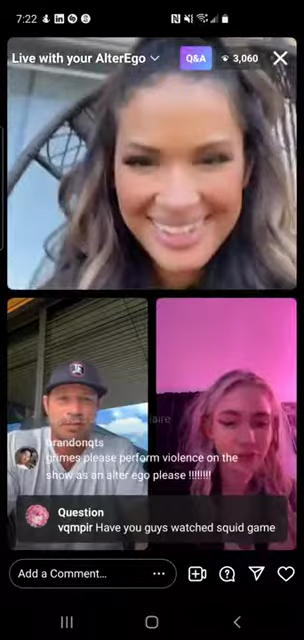 7:22
Live with your AlterEgo
Q&A
3,060
brandonqts
grimes please perform violence on the
show as an alter ego please !!!!!!!!
Question
vqmpir Have you guys watched squid game
Add a Comment...